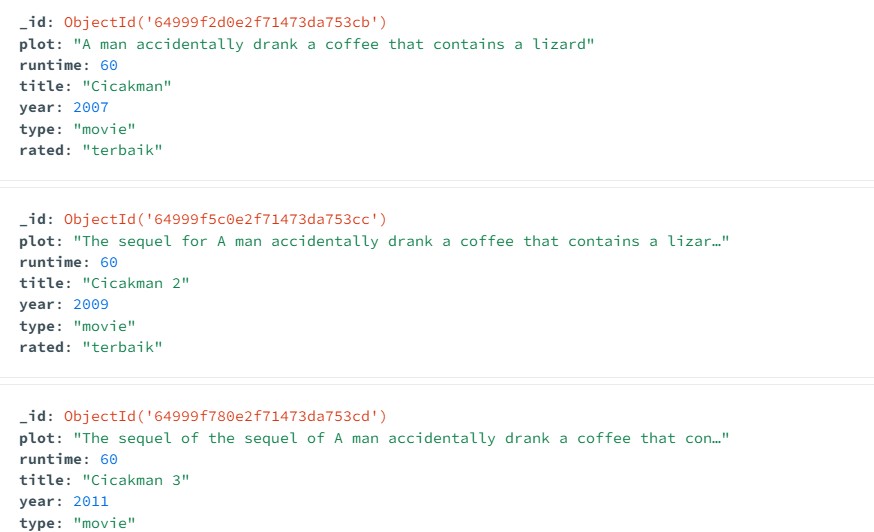 _id: ObjectId('64999f2d0e2f71473da753cb')
plot: "A man accidentally drank a coffee that contains a lizard"
runtime: 60
title: "Cicakman"
year: 2007
type: "movie"
rated: "terbaik"
_id: ObjectId('64999f5c0e2f71473da753cc')
plot: "The sequel for A man accidentally drank a coffee that contains a lizar…"
runtime: 60
title: "Cicakman 2"
year: 2009
type: "movie"
rated: "terbaik"
_id: ObjectId('64999f780e2f71473da753cd')
plot: "The sequel of the sequel of A man accidentally drank a coffee that con…"
runtime: 60
title: "Cicakman 3"
year: 2011
type: "movie"